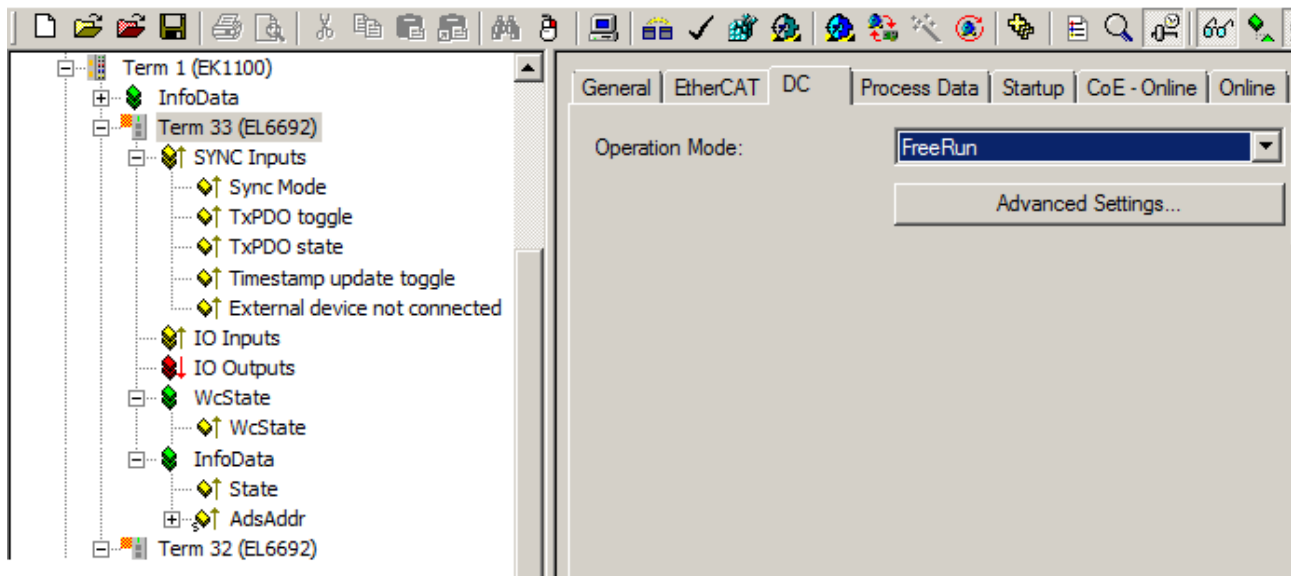 Term 1 (EK1100)
InfoData
Term 33 (EL6692)
SYNC Inputs
Sync Mode
TxPDO toggle
TxPDO state
Timestamp update toggle
External device not connected
IO Inputs
IO Outputs
WcState
WcState
InfoData
State
AdsAddr
Term 32 (EL6692)
General EtherCAT DC Process Data Startup CoE - Online Online
Operation Mode: FreeRun
Advanced Settings...